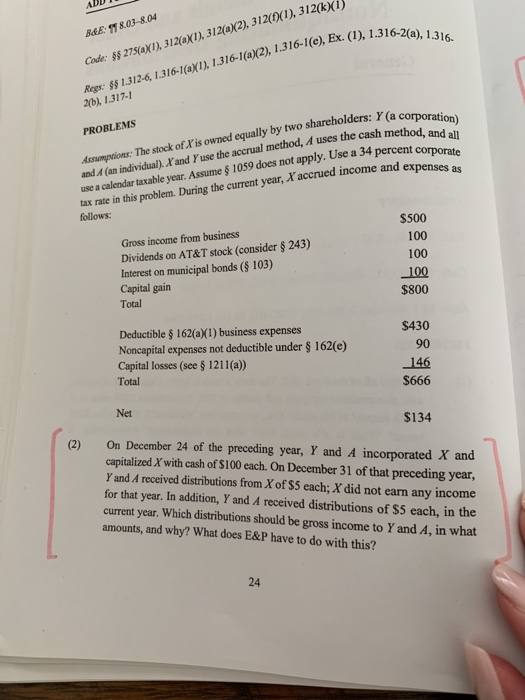 ADD
B&E: ¶¶ 8.03–8.04
Code: §§ 275(a)(1), 312(a)(1), 312(a)(2), 312(f)(1), 312(k)(1)
Regs: §§ 1.312-6, 1.316-1(a)(1), 1.316-1(a)(2), 1.316-1(e), Ex. (1), 1.316-2(a), 1.316-
2(b), 1.317-1
PROBLEMS
Assumptions: The stock of X is owned equally by two shareholders: Y (a corporation)
and A (an individual). X and Y use the accrual method, A uses the cash method, and all
use a calendar taxable year. Assume § 1059 does not apply. Use a 34 percent corporate
tax rate in this problem. During the current year, X accrued income and expenses as
follows:
Gross income from business $500
Dividends on AT&T stock (consider § 243) 100
Interest on municipal bonds (§ 103) 100
Capital gain 100
Total $800
Deductible § 162(a)(1) business expenses $430
Noncapital expenses not deductible under § 162(e) 90
Capital losses (see § 1211(a)) 146
Total $666
Net $134
(2) On December 24 of the preceding year, Y and A incorporated X and
capitalized X with cash of $100 each. On December 31 of that preceding year,
Y and A received distributions from X of $5 each; X did not earn any income
for that year. In addition, Y and A received distributions of $5 each, in the
current year. Which distributions should be gross income to Y and A, in what
amounts, and why? What does E&P have to do with this?
24